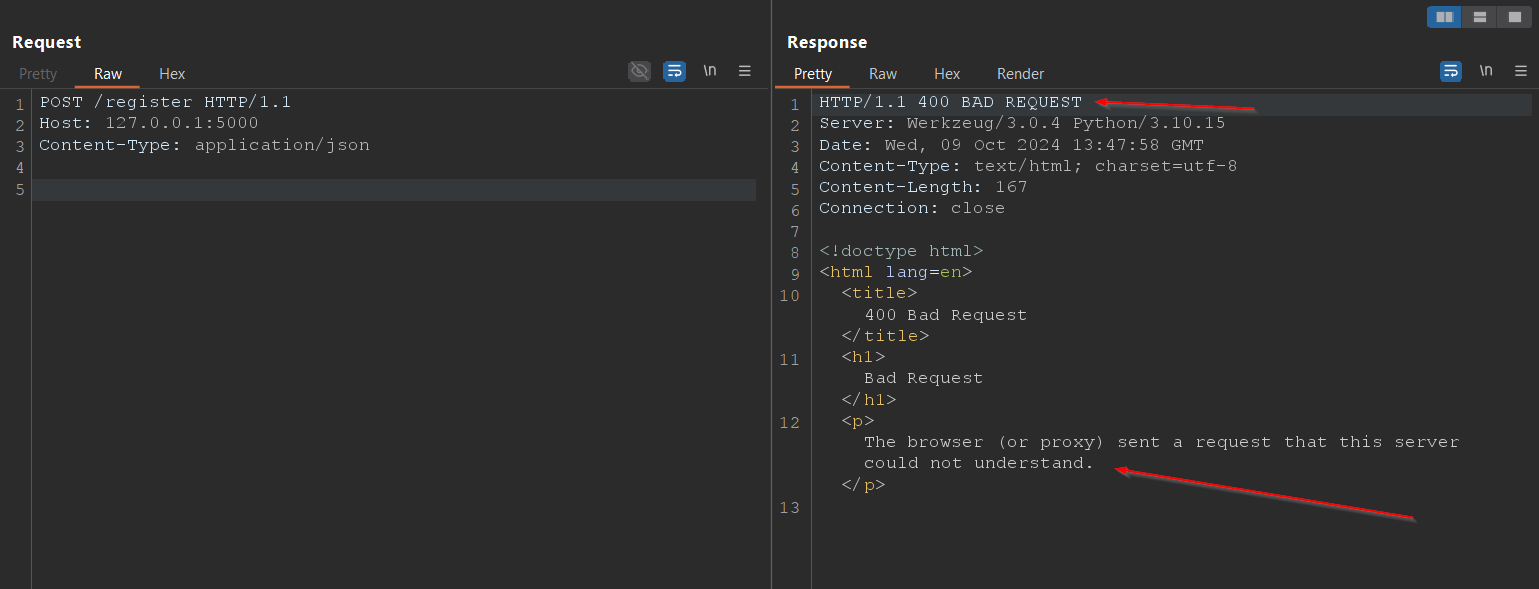 Request
Pretty Raw Hex \n
1 POST /register HTTP/1.1
2 Host: 127.0.0.1:5000
3 Content-Type: application/json
4
5
Response
Pretty Raw Hex Render \n
1 HTTP/1.1 400 BAD REQUEST
2 Server: Werkzeug/3.0.4 Python/3.10.15
3 Date: Wed, 09 Oct 2024 13:47:58 GMT
4 Content-Type: text/html; charset=utf-8
5 Content-Length: 167
6 Connection: close
7
8 <!doctype html>
9 <html lang=en>
10 <title>
400 Bad Request
</title>
11 <h1>
Bad Request
</h1>
12 <p>
The browser (or proxy) sent a request that this server
could not understand.
</p>
13